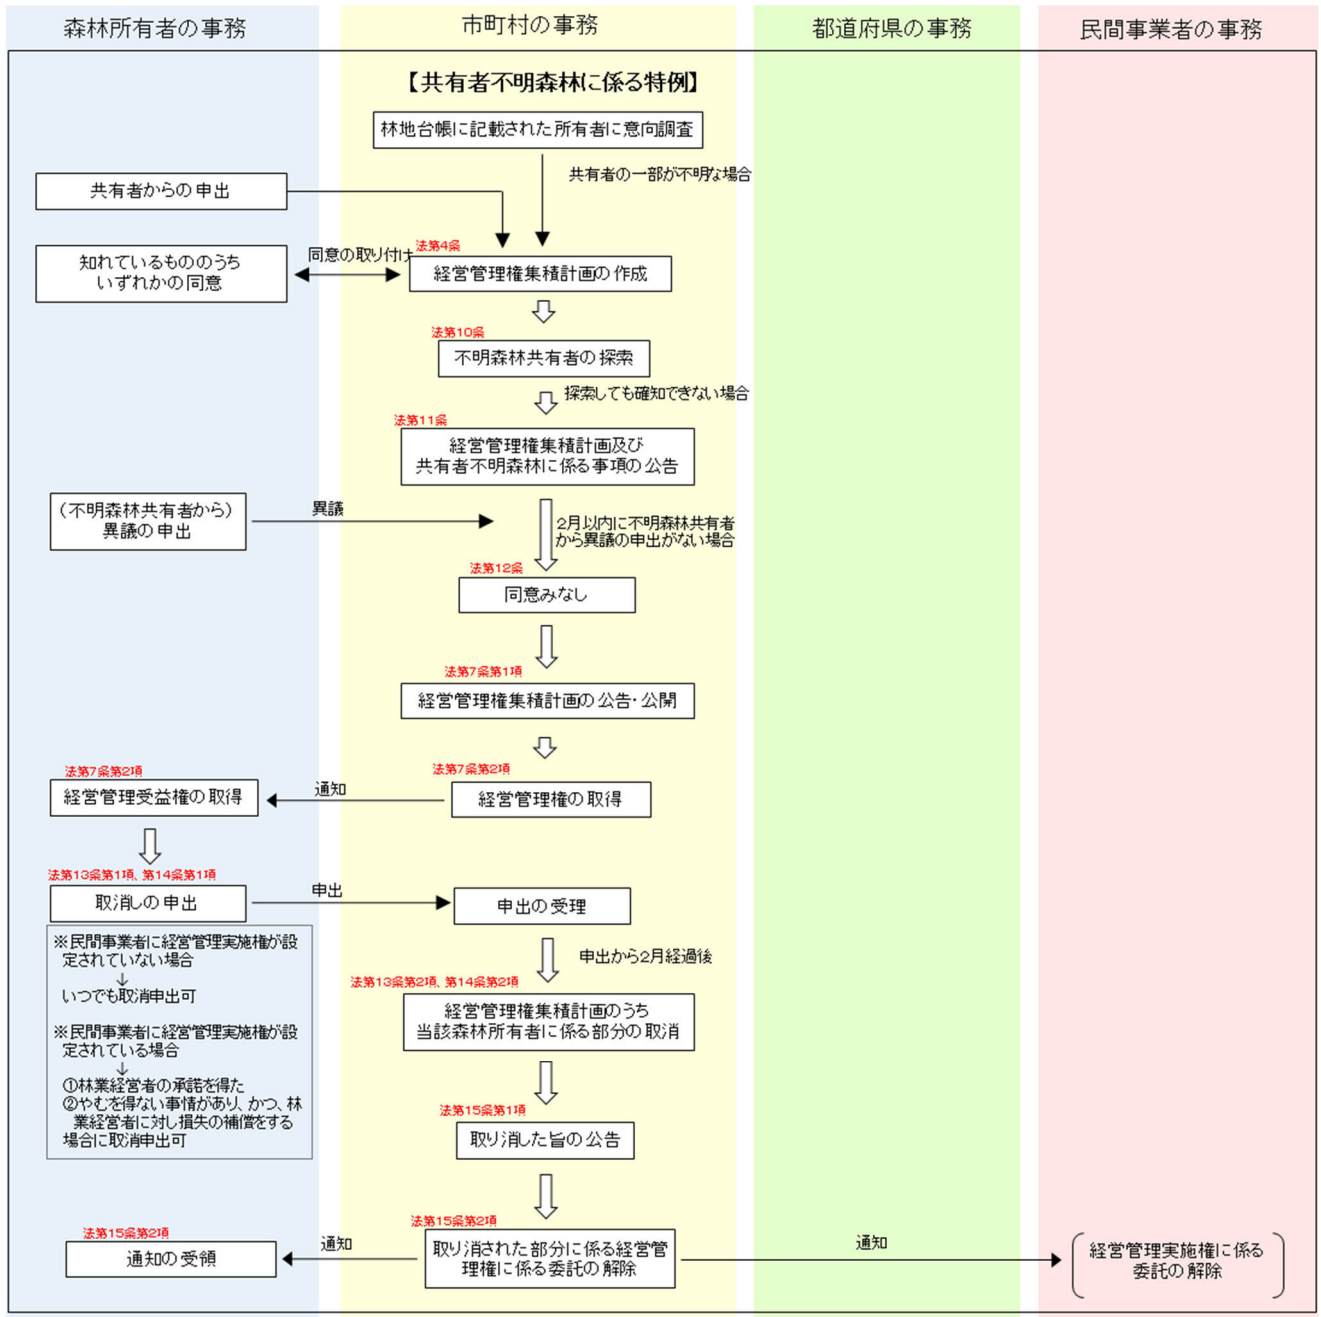 森林所有者の事務
市町村の事務
都道府県の事務
民間事業者の事務
【共有者不明森林に係る特例】
林地台帳に記載された所有者に意向調査
共有者の一部が不明な場合
共有者からの申出
法第4条
同意の取り付け
知れているもののうち
いずれかの同意
経営管理権集積計画の作成
法第10条
不明森林共有者の探索
探索しても確知できない場合
法第11条
経営管理権集積計画及び
共有者不明森林に係る事項の公告
(不明森林共有者から)
異議の申出
異議
2月以内に不明森林共有者
から異議の申出がない場合
法第12条
同意みなし
法第7条第1項
経営管理権集積計画の公告・公開
法第7条第2項
経営管理受益権の取得
通知
法第7条第2項
経営管理権の取得
法第13条第1項、第14条第1項
取消しの申出
申出
申出の受理
※民間事業者に経営管理実施権が設
定されていない場合
↓
いつでも取消申出可
※民間事業者に経営管理実施権が設
定されている場合
↓
①林業経営者の承諾を得た
②やむを得ない事情があり、かつ、林
業経営者に対し損失の補償をする
場合に取消申出可
申出から2月経過後
法第13条第2項、第14条第2項
経営管理権集積計画のうち
当該森林所有者に係る部分の取消
法第15条第1項
取り消した旨の公告
法第15条第2項
通知の受領
通知
法第15条第2項
取り消された部分に係る経営管
理権に係る委託の解除
通知
経営管理実施権に係る
委託の解除